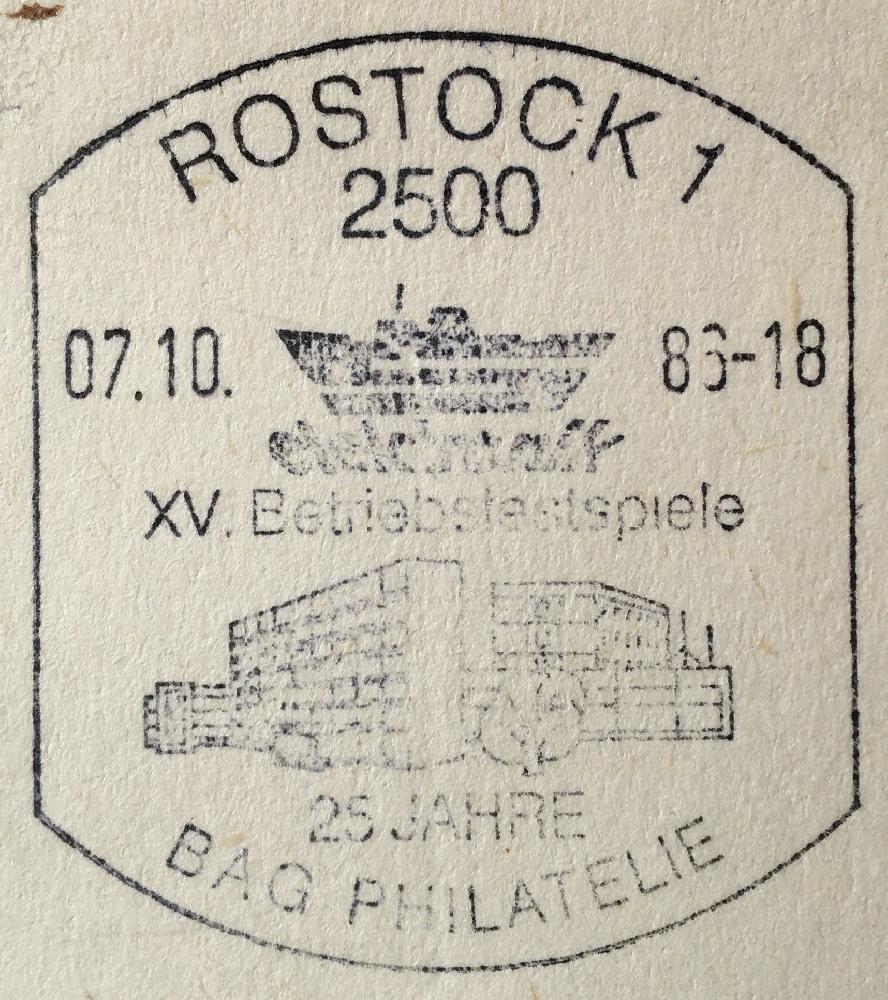 ROSTOCK 1
2500
07.10. 86-18
XV. Betriebsfestspiele
25 JAHRE
BAG PHILATELIE